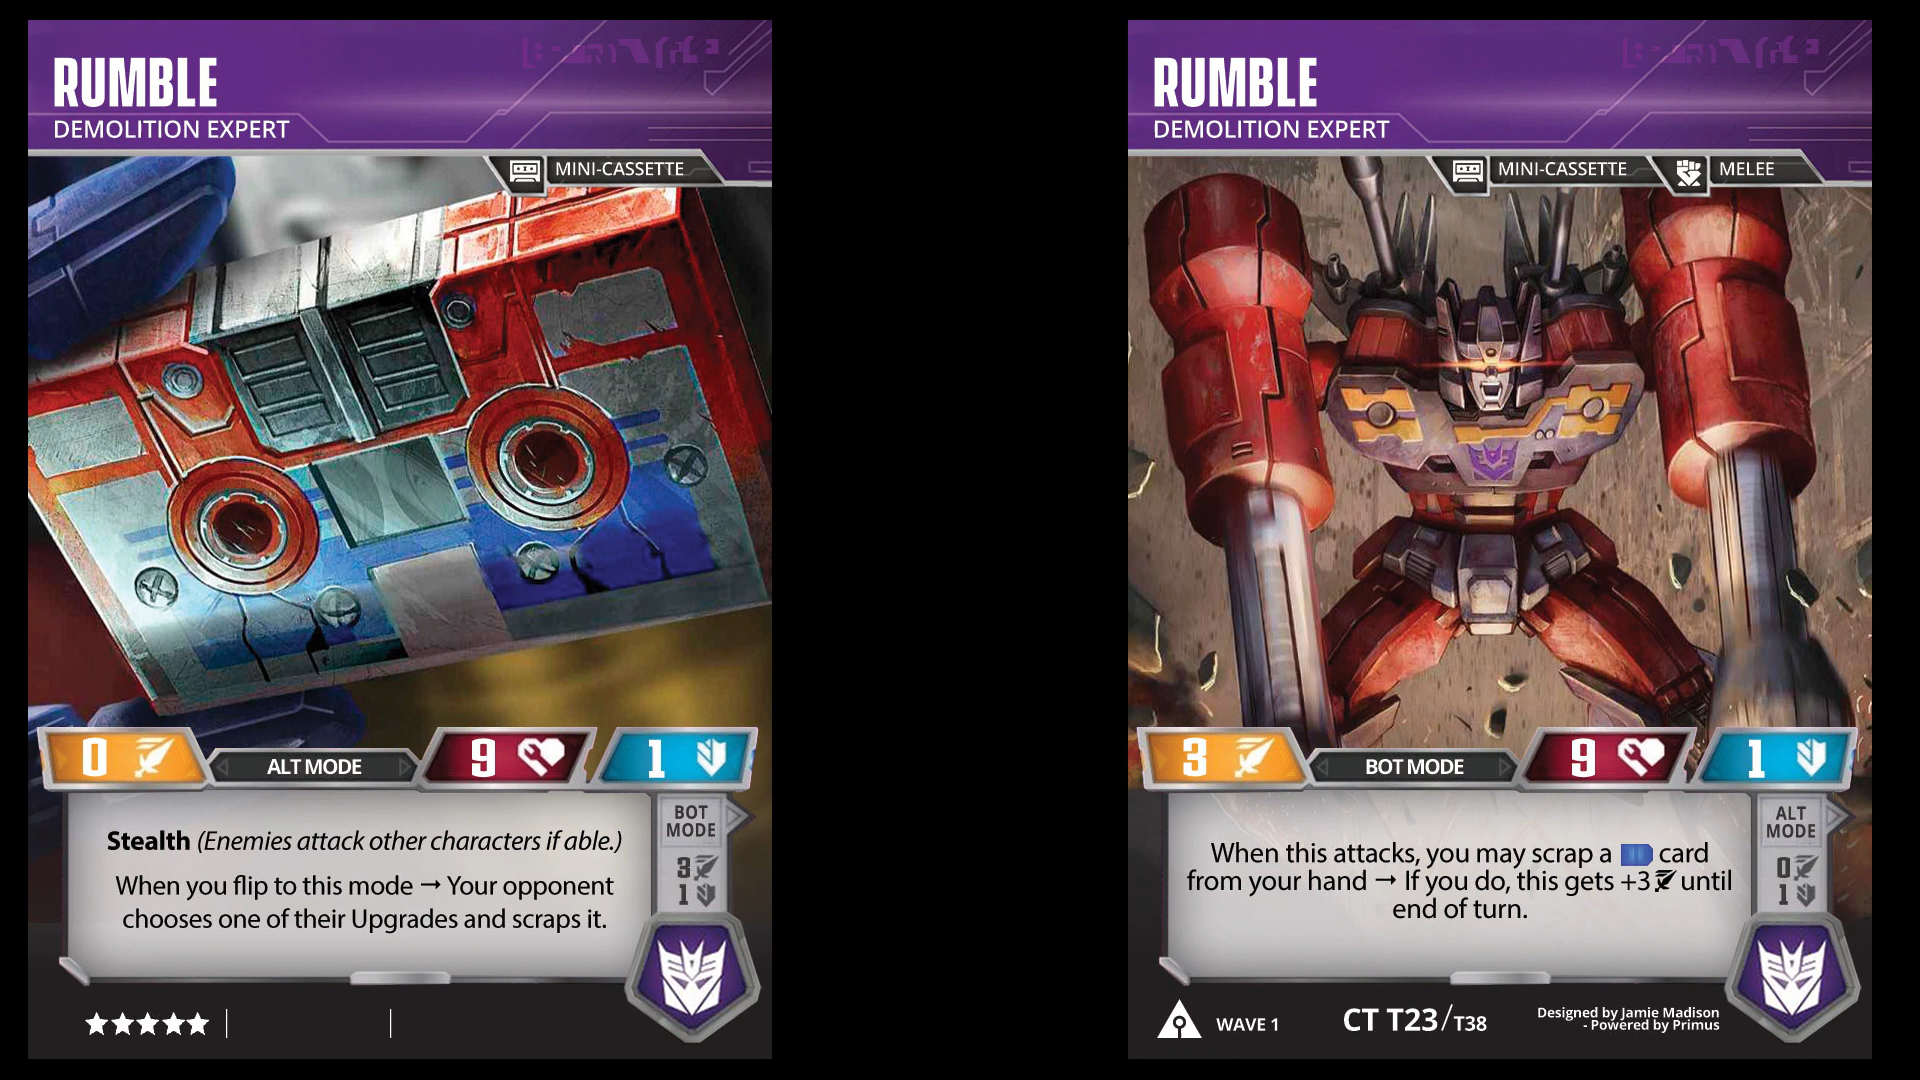 RUMBLE
DEMOLITION EXPERT
MINI-CASSETTE
0
ALT MODE
9
1
Stealth (Enemies attack other characters if able.)
When you flip to this mode → Your opponent
chooses one of their Upgrades and scraps it.
BOT
MODE
3
1
RUMBLE
DEMOLITION EXPERT
MINI-CASSETTE
MELEE
3
BOT MODE
9
1
When this attacks, you may scrap a card
from your hand → If you do, this gets +3 until
end of turn.
ALT
MODE
0
1
WAVE 1
CT T23/T38
Designed by Jamie Madison
- Powered by Primus